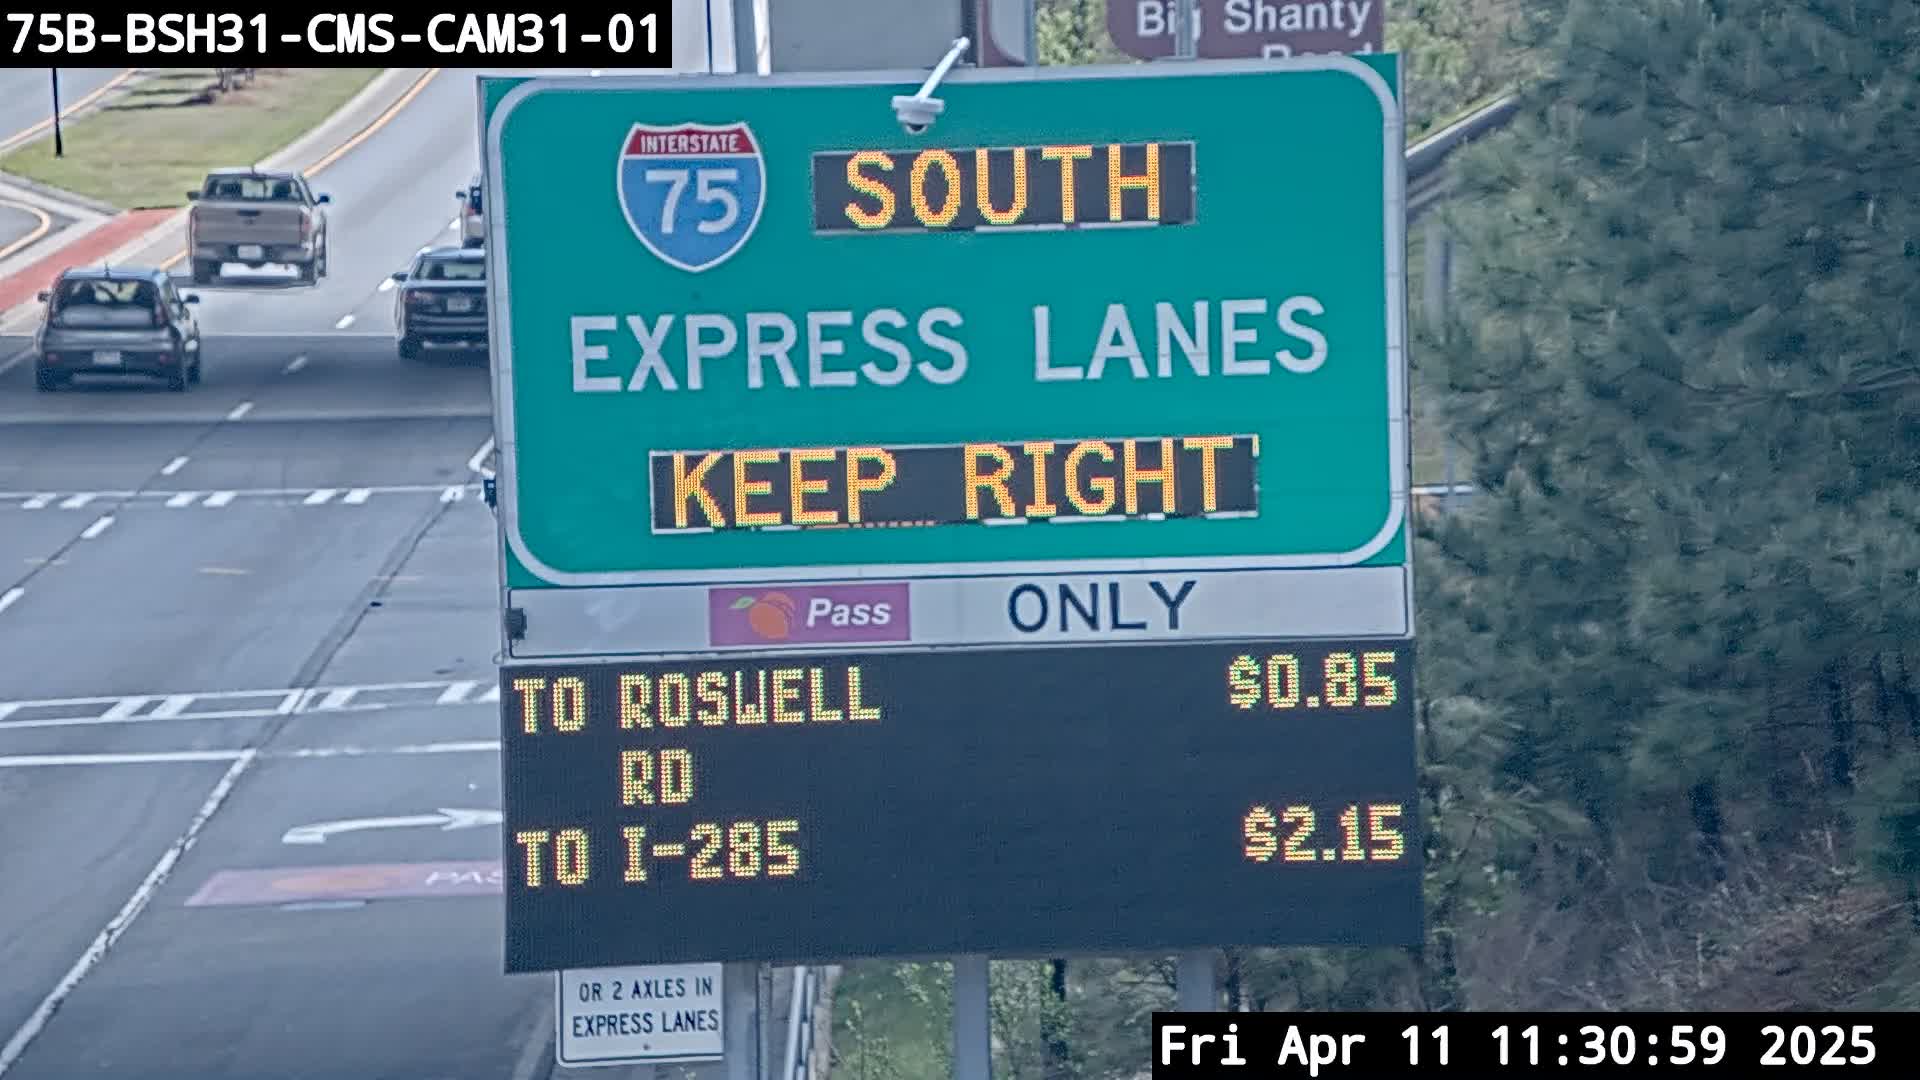 75B-BSH31-CMS-CAM31-01
Big Shanty
Road
INTERSTATE
75
SOUTH
EXPRESS LANES
KEEP RIGHT
Pass ONLY
TO ROSWELL $0.85
RD
TO I-285 $2.15
PAS
OR 2 AXLES IN
EXPRESS LANES
Fri Apr 11 11:30:59 2025